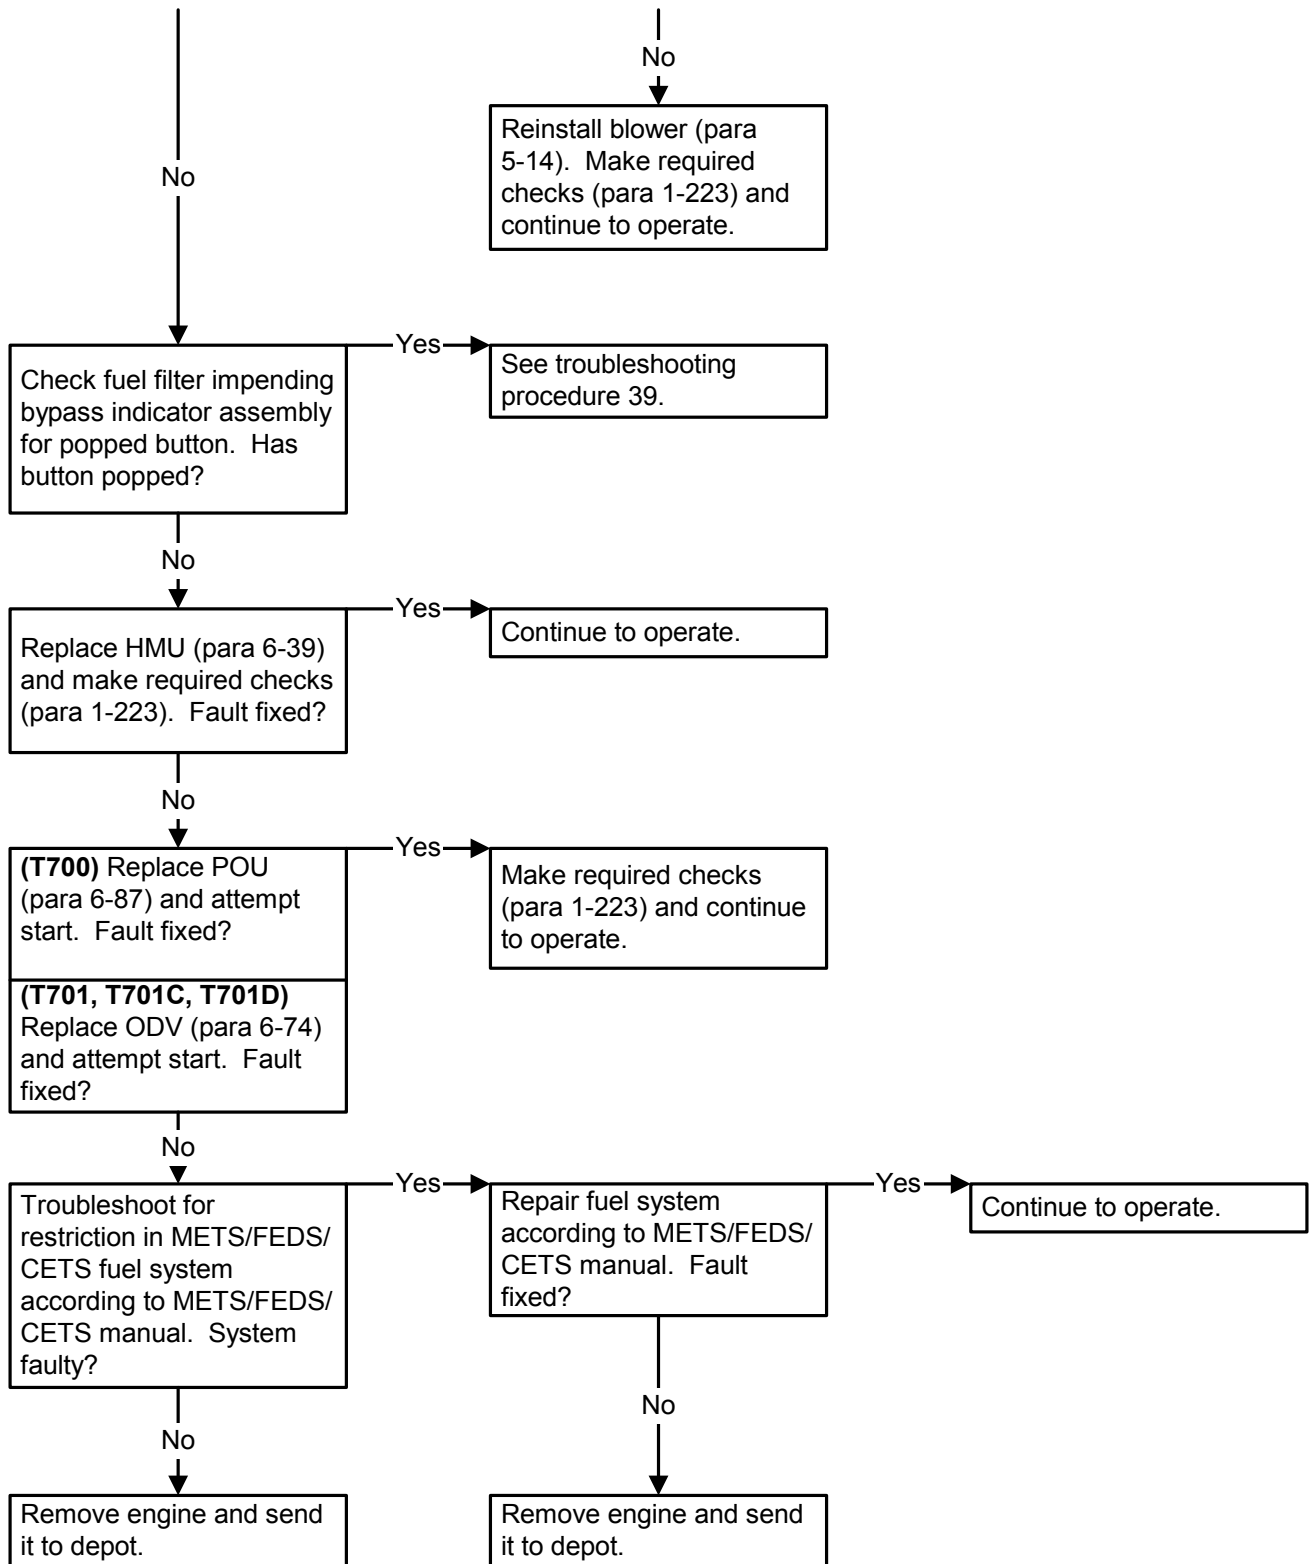 No
Reinstall blower (para
5-14).  Make required
checks (para 1-223) and
continue to operate.
No
Check fuel filter impending
bypass indicator assembly
for popped button.  Has
button popped?
Yes
See troubleshooting
procedure 39.
No
Replace HMU (para 6-39)
and make required checks
(para 1-223).  Fault fixed?
Yes
Continue to operate.
No
(T700) Replace POU
(para 6-87) and attempt
start.  Fault fixed?
Yes
Make required checks
(para 1-223) and continue
to operate.
(T701, T701C, T701D)
Replace ODV (para 6-74)
and attempt start.  Fault
fixed?
No
Troubleshoot for
restriction in METS/FEDS/
CETS fuel system
according to METS/FEDS/
CETS manual.  System
faulty?
Yes
Repair fuel system
according to METS/FEDS/
CETS manual.  Fault
fixed?
Yes
Continue to operate.
No
Remove engine and send
it to depot.
No
Remove engine and send
it to depot.